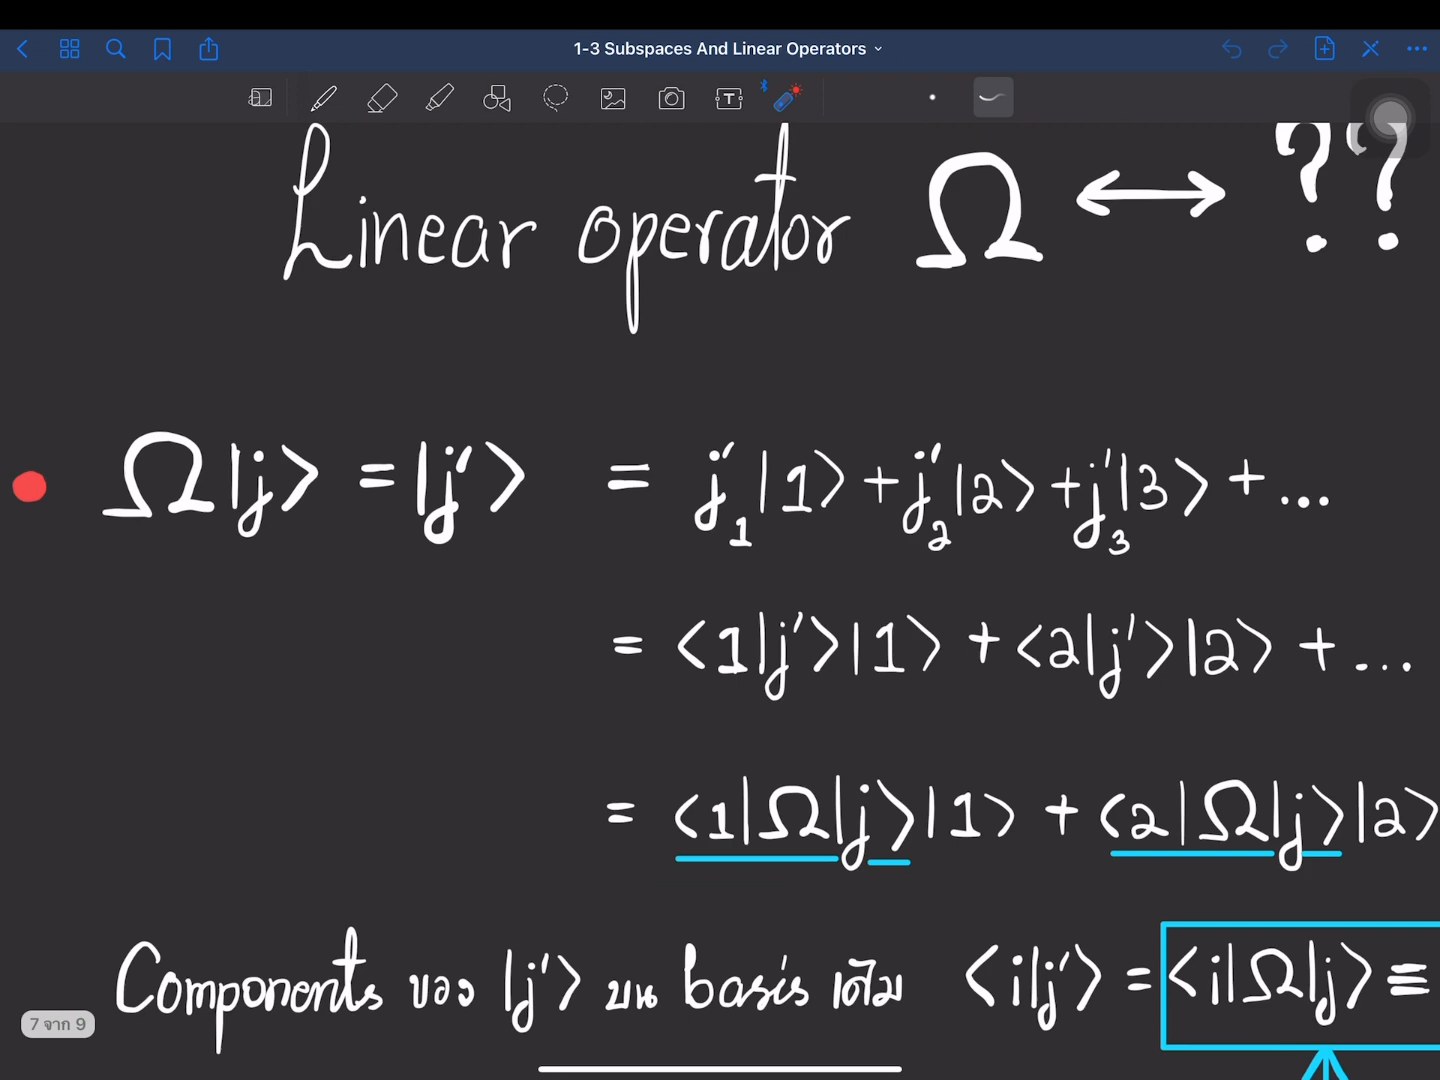 1-3 Subspaces And Linear Operators
T
Linear operator Ω ↔ ??
Ω|j> = |j'> = j'₁|1> + j'₂|2> + j'₃|3> + ...
= <1|j'>|1> + <2|j'>|2> + ...
= <1|Ω|j>|1> + <2|Ω|j>|2>
Components ของ |j'> บน basis เดิม <i|j'> = <i|Ω|j> ≡
7 จาก 9